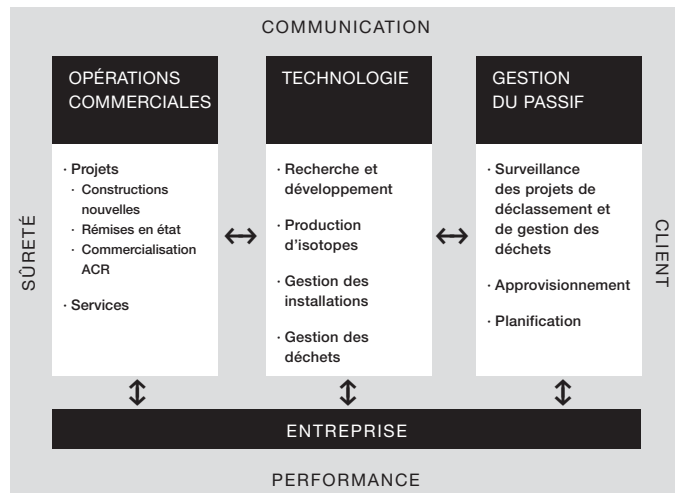 COMMUNICATION
OPÉRATIONS
COMMERCIALES
· Projets
· Constructions
nouvelles
· Rémises en état
· Commercialisation
ACR
· Services
TECHNOLOGIE
· Recherche et
développement
· Production
d'isotopes
· Gestion des
installations
· Gestion des
déchets
GESTION
DU PASSIF
· Surveillance
des projets de
déclassement et
de gestion des
déchets
· Approvisionnement
· Planification
SÛRETÉ
CLIENT
ENTREPRISE
PERFORMANCE